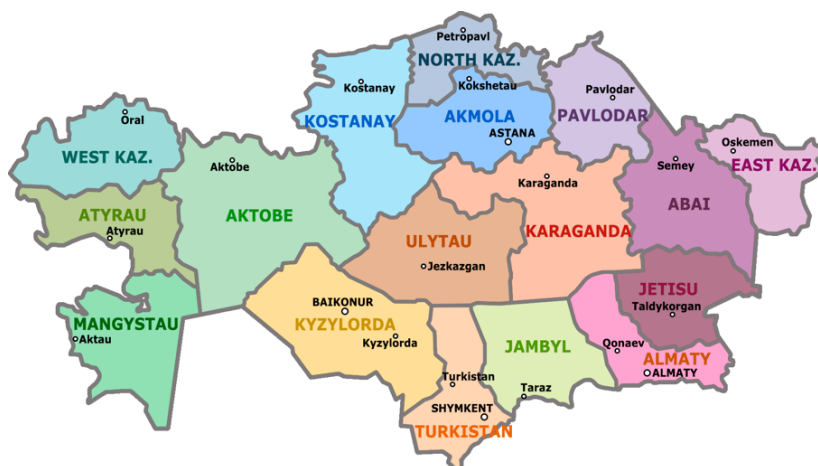 Petropavl
NORTH KAZ.
Kostanay
Kokshetau
Pavlodar
KOSTANAY
AKMOLA
PAVLODAR
Oral
ASTANA
Oskemen
WEST KAZ.
Aktobe
Semey
EAST KAZ.
Karaganda
ATYRAU
AKTOBE
ABAI
Atyrau
ULYTAU
KARAGANDA
Jezkazgan
JETISU
BAIKONUR
Taldykorgan
MANGYSTAU
KYZYLORDA
Aktau
Kyzylorda
JAMBYL
Qonaev
ALMATY
ALMATY
Turkistan
Taraz
SHYMKENT
TURKISTAN